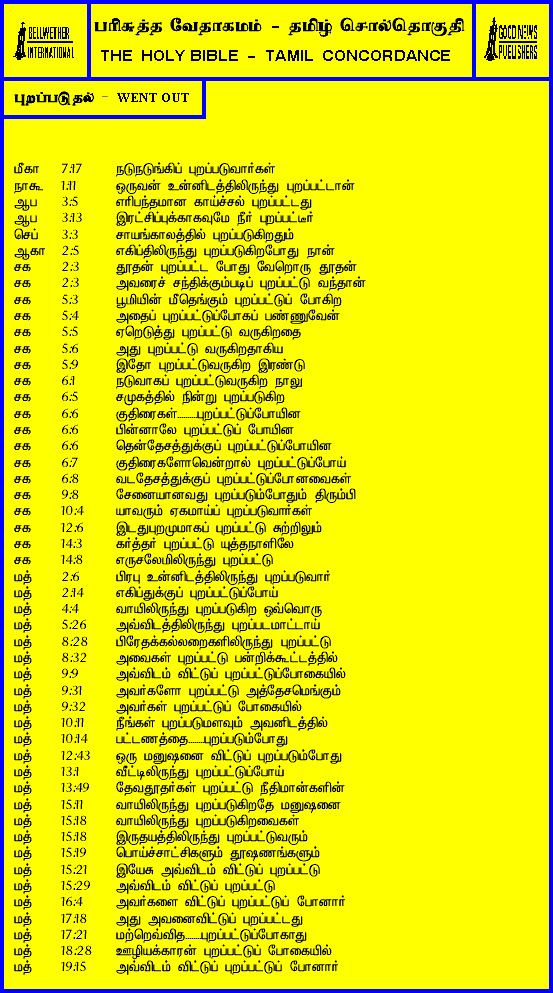 BELLWETHER
INTERNATIONAL
பரிசுத்த வேதாகமம் – தமிழ் சொல்தொகுதி
THE HOLY BIBLE – TAMIL CONCORDANCE
GOOD NEWS
PUBLISHERS
புறப்படுதல் – WENT OUT
மீகா 7:17 நடுநடுங்கிப் புறப்படுவார்கள்
நாகூ 1:11 ஒருவன் உன்னிடத்திலிருந்து புறப்பட்டான்
ஆப 3:5 எரிபந்தமான காய்ச்சல் புறப்பட்டது
ஆப 3:13 இரட்சிப்புக்காகவுமே நீர் புறப்பட்டீர்
செப் 3:3 சாயங்காலத்தில் புறப்படுகிறதும்
ஆகா 2:5 எகிப்திலிருந்து புறப்படுகிறபோது நான்
சக 2:3 தூதன் புறப்பட்ட போது வேறொரு தூதன்
சக 2:3 அவரைச் சந்திக்கும்படிப் புறப்பட்டு வந்தான்
சக 5:3 பூமியின் மீதெங்கும் புறப்பட்டுப் போகிற
சக 5:4 அதைப் புறப்பட்டுப்போகப் பண்ணுவேன்
சக 5:5 ஏறெடுத்து புறப்பட்டு வருகிறதை
சக 5:6 அது புறப்பட்டு வருகிறதாகிய
சக 5:9 இதோ புறப்பட்டுவருகிற இரண்டு
சக 6:1 நடுவாகப் புறப்பட்டுவருகிற நாலு
சக 6:5 சமுகத்தில் நின்று புறப்படுகிற
சக 6:6 குதிரைகள்.........புறப்பட்டுப்போயின
சக 6:6 பின்னாலே புறப்பட்டுப் போயின
சக 6:6 தென்தேசத்துக்குப் புறப்பட்டுப்போயின
சக 6:7 குதிரைகளோவென்றால் புறப்பட்டுப்போய்
சக 6:8 வடதேசத்துக்குப் புறப்பட்டுப்போனவைகள்
சக 9:8 சேனையானவது புறப்படும்போதும் திரும்பி
சக 10:4 யாவரும் ஏகமாய்ப் புறப்படுவார்கள்
சக 12:6 இடதுபுறமுமாகப் புறப்பட்டு சுற்றிலும்
சக 14:3 கர்த்தர் புறப்பட்டு யுத்தநாளிலே
சக 14:8 எருசலேமிலிருந்து புறப்பட்டு
மத் 2:6 பிரபு உன்னிடத்திலிருந்து புறப்படுவார்
மத் 2:14 எகிப்துக்குப் புறப்பட்டுப்போய்
மத் 4:4 வாயிலிருந்து புறப்படுகிற ஒவ்வொரு
மத் 5:26 அவ்விடத்திலிருந்து புறப்படமாட்டாய்
மத் 8:28 பிரேதக்கல்லறைகளிலிருந்து புறப்பட்டு
மத் 8:32 அவைகள் புறப்பட்டு பன்றிக்கூட்டத்தில்
மத் 9:9 அவ்விடம் விட்டுப் புறப்பட்டுப்போகையில்
மத் 9:31 அவர்களோ புறப்பட்டு அத்தேசமெங்கும்
மத் 9:32 அவர்கள் புறப்பட்டுப் போகையில்
மத் 10:11 நீங்கள் புறப்படுமளவும் அவனிடத்தில்
மத் 10:14 பட்டணத்தை.......புறப்படும்போது
மத் 12:43 ஒரு மனுஷனை விட்டுப் புறப்படும்போது
மத் 13:1 வீட்டிலிருந்து புறப்பட்டுப்போய்
மத் 13:49 தேவதூதர்கள் புறப்பட்டு நீதிமான்களின்
மத் 15:11 வாயிலிருந்து புறப்படுகிறதே மனுஷனை
மத் 15:18 வாயிலிருந்து புறப்படுகிறவைகள்
மத் 15:18 இருதயத்திலிருந்து புறப்பட்டுவரும்
மத் 15:19 பொய்ச்சாட்சிகளும் தூஷணங்களும்
மத் 15:21 இயேசு அவ்விடம் விட்டுப் புறப்பட்டு
மத் 15:29 அவ்விடம் விட்டுப் புறப்பட்டு
மத் 16:4 அவர்களை விட்டுப் புறப்பட்டுப் போனார்
மத் 17:18 அது அவனைவிட்டுப் புறப்பட்டது
மத் 17:21 மற்றெவ்வித.......புறப்பட்டுப்போகாது
மத் 18:28 ஊழியக்காரன் புறப்பட்டுப் போகையில்
மத் 19:15 அவ்விடம் விட்டுப் புறப்பட்டுப் போனார்